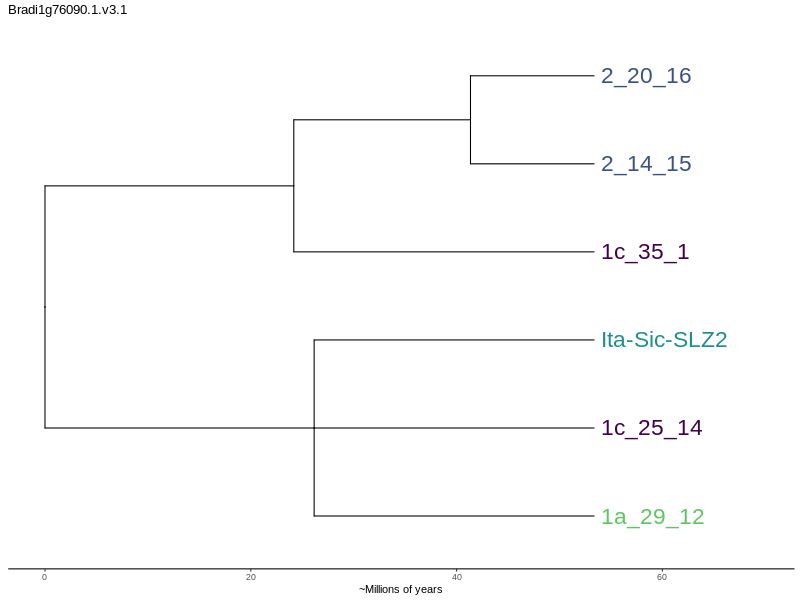 Bradi1g76090.1.v3.1
2_20_16
2_14_15
1c_35_1
Ita-Sic-SLZ2
1c_25_14
1a_29_12
0 20 40 60
~Millions of years